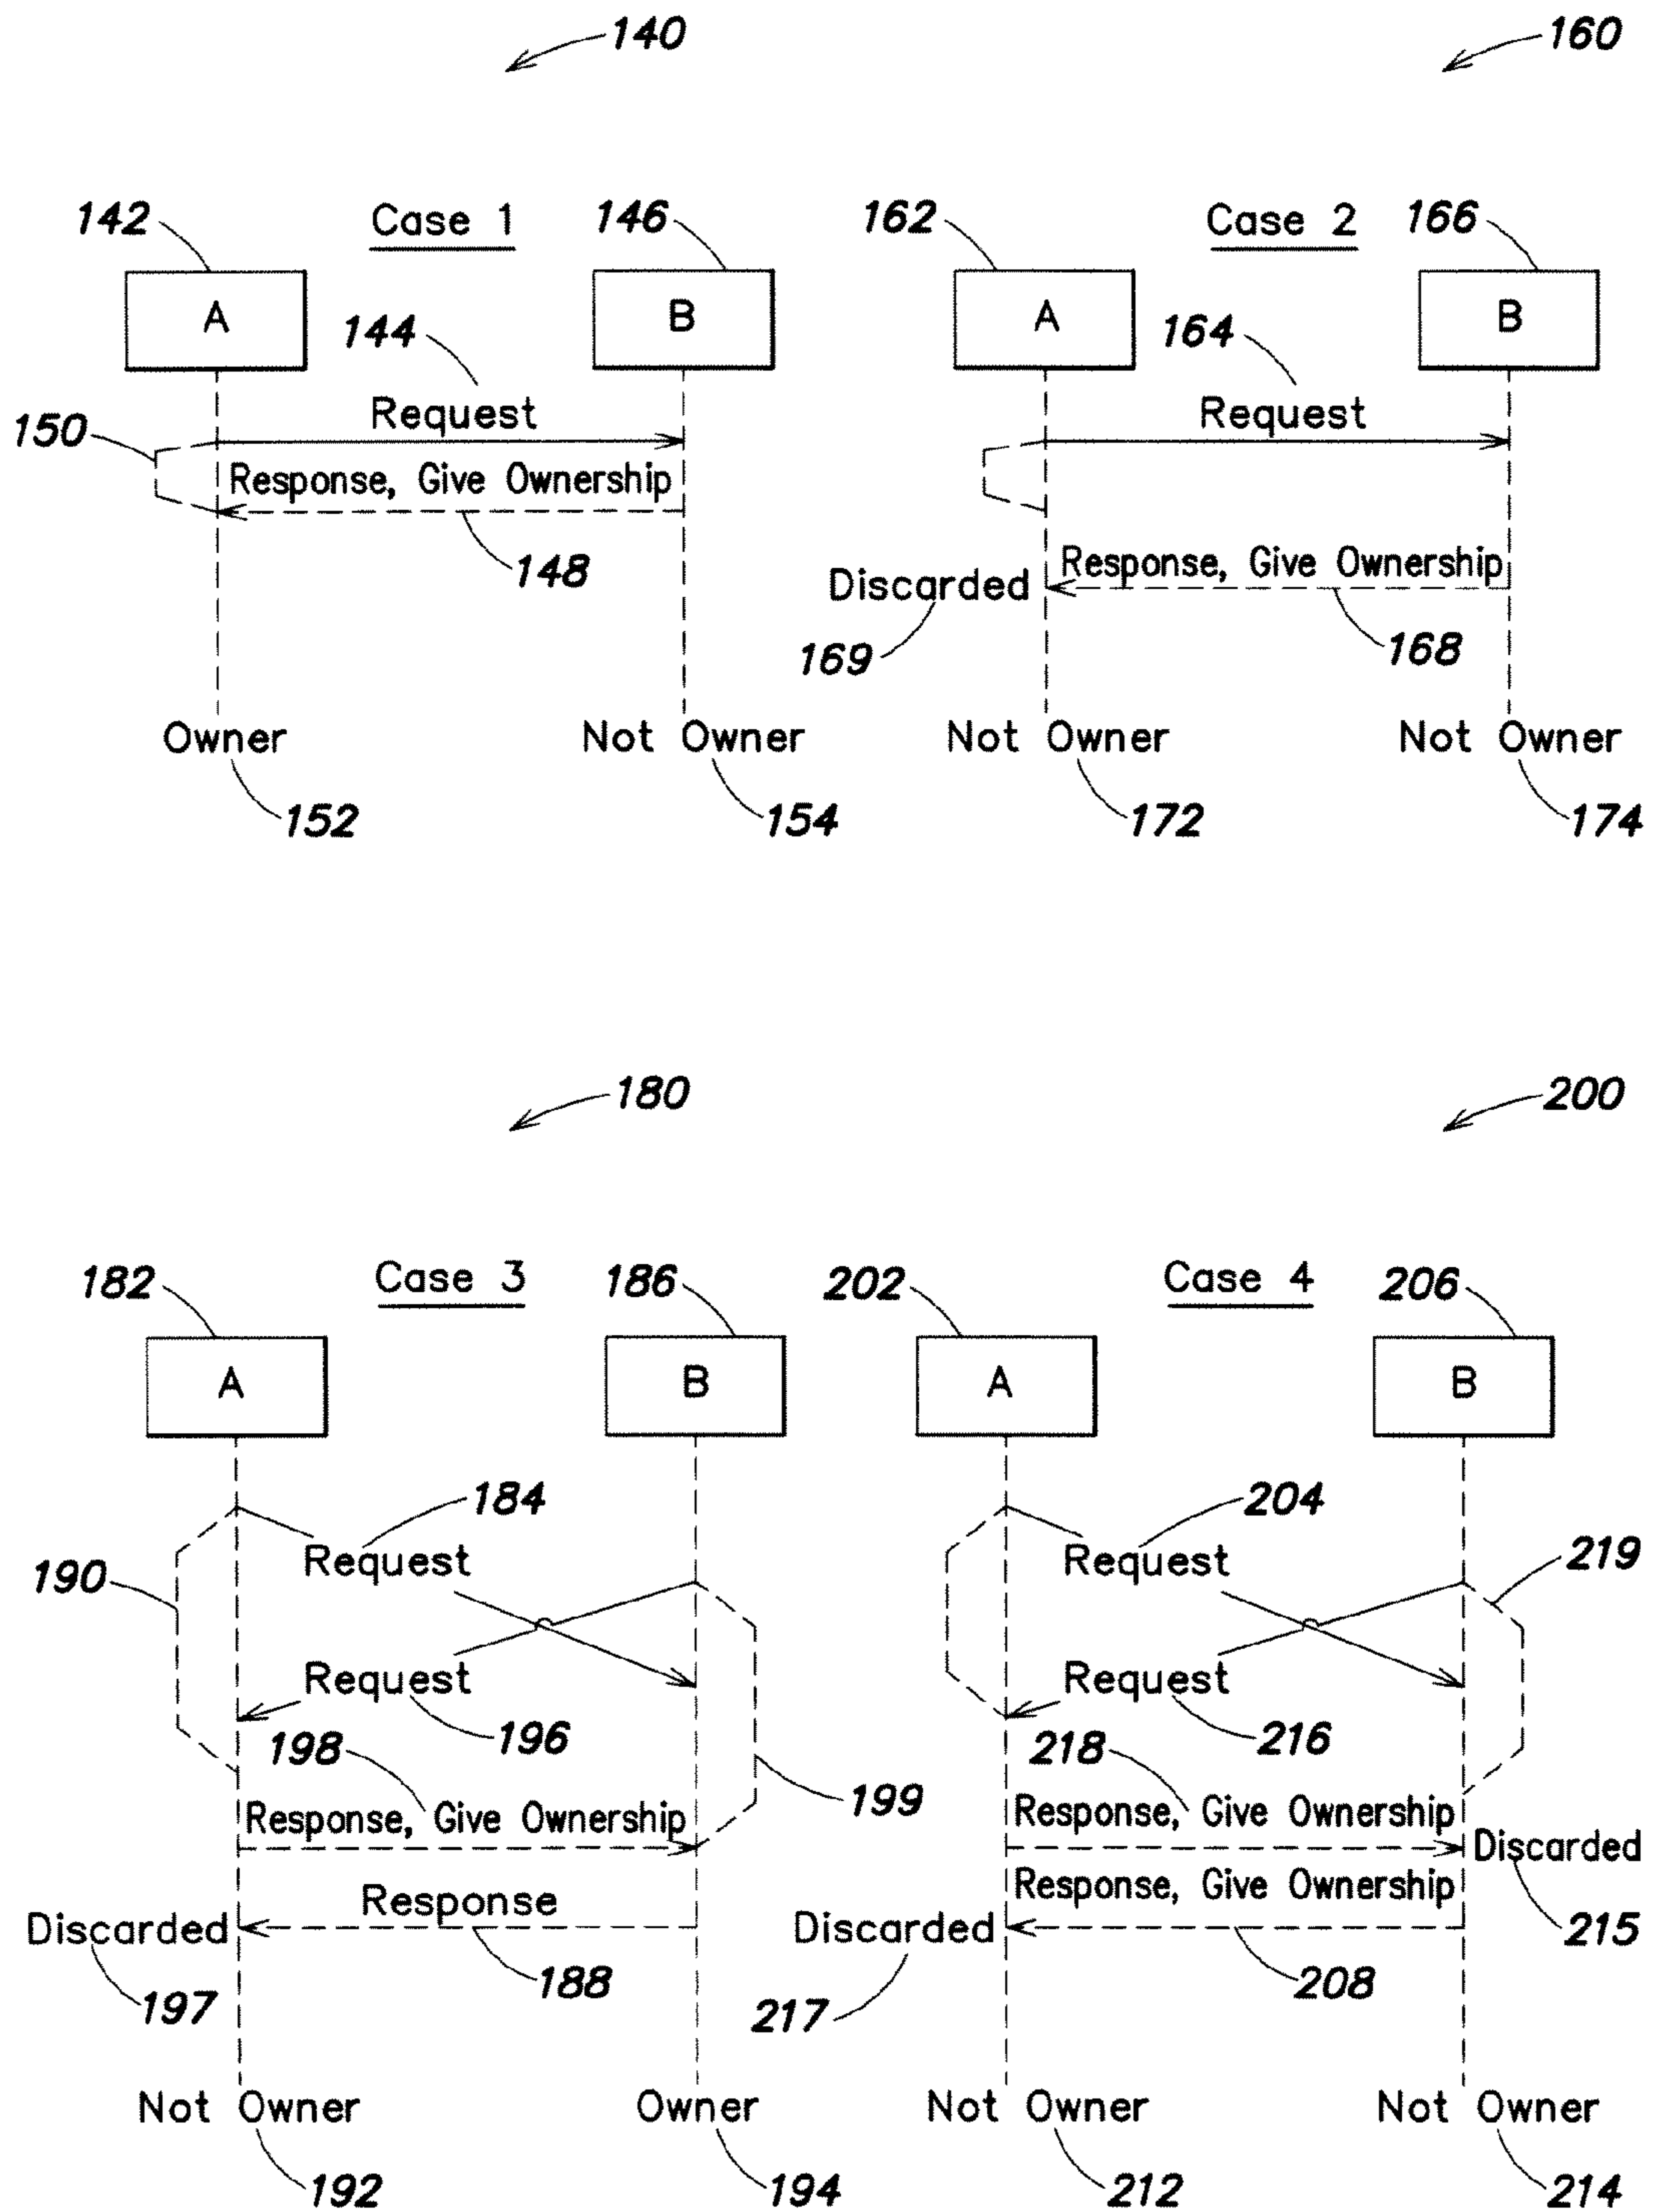 140
160
142 Case 1 146 162 Case 2 166
A B A B
144 164
150 Request Request
Response, Give Ownership
148 Response, Give Ownership
Discarded
169 168
Owner Not Owner Not Owner Not Owner
152 154 172 174
180 200
182 Case 3 186 202 Case 4 206
A B A B
184 204
190 Request Request 219
Request Request
198 196 218 216
199
Response, Give Ownership Response, Give Ownership
Discarded
Response Response, Give Ownership
Discarded Discarded 215
197 188 217 208
Not Owner Owner Not Owner Not Owner
192 194 212 214